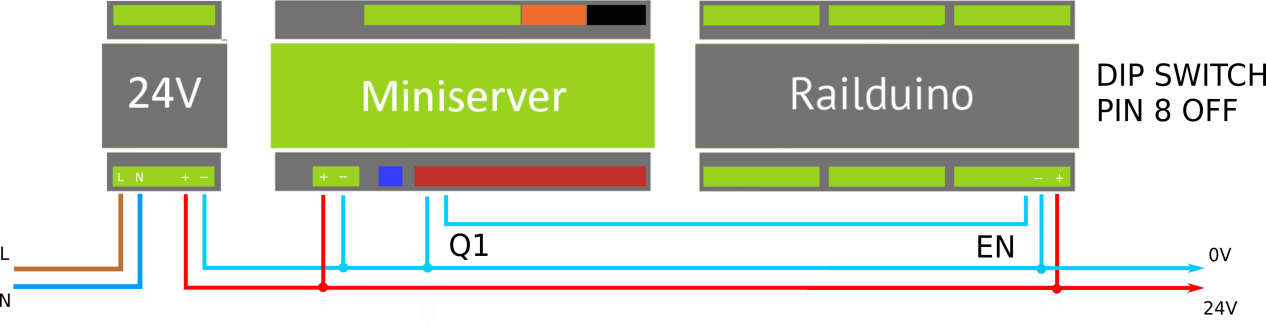 24V
Miniserver
Railduino
DIP SWITCH
PIN 8 OFF
L N + −
+ −
− +
Q1
EN
L
N
0V
24V